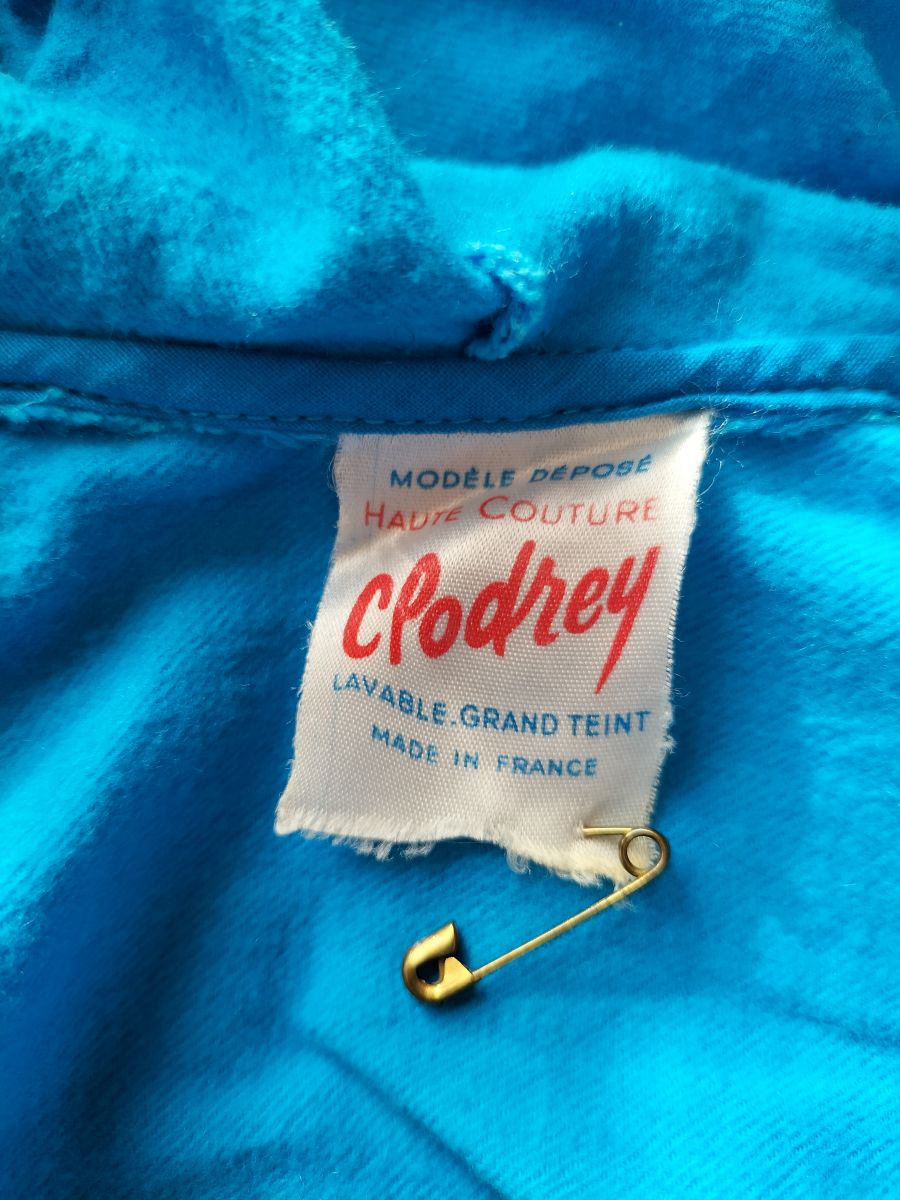 MODÈLE DÉPOSÉ
HAUTE COUTURE
Clodrey
LAVABLE.GRAND TEINT
MADE IN FRANCE